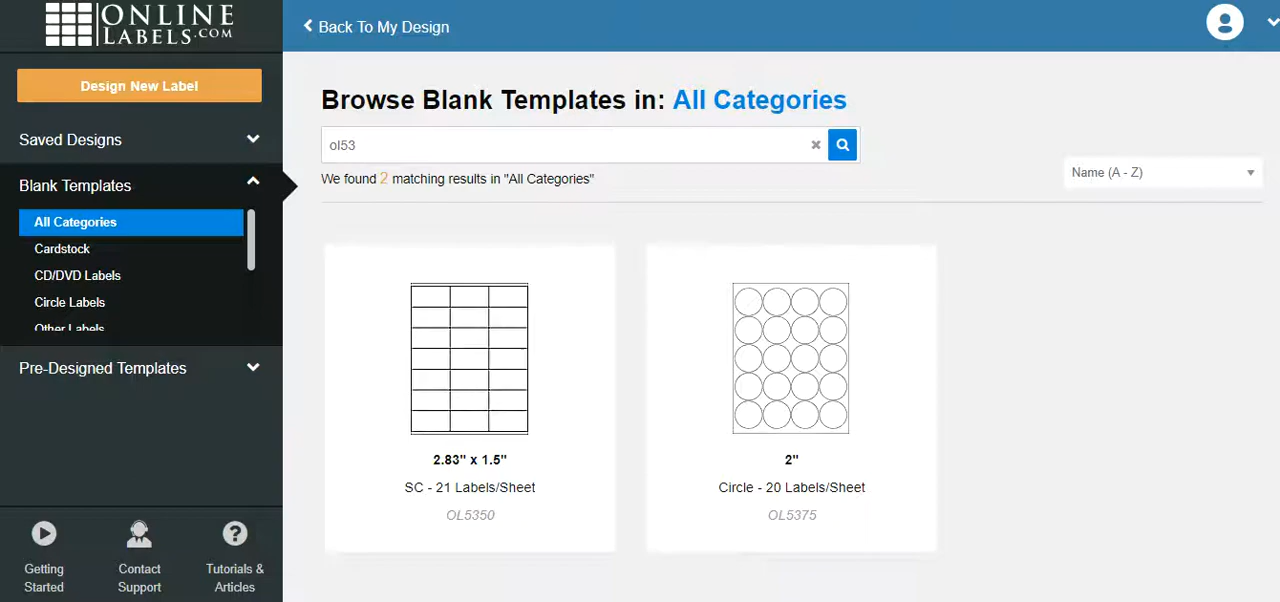 ONLINE
LABELS.COM
Design New Label
Saved Designs
Blank Templates
All Categories
Cardstock
CD/DVD Labels
Circle Labels
Other Labels
Pre-Designed Templates
Getting
Started
Contact
Support
Tutorials &
Articles
Back To My Design
Browse Blank Templates in: All Categories
ol53
We found 2 matching results in "All Categories"
Name (A - Z)
2.83" x 1.5"
SC - 21 Labels/Sheet
OL5350
2"
Circle - 20 Labels/Sheet
OL5375